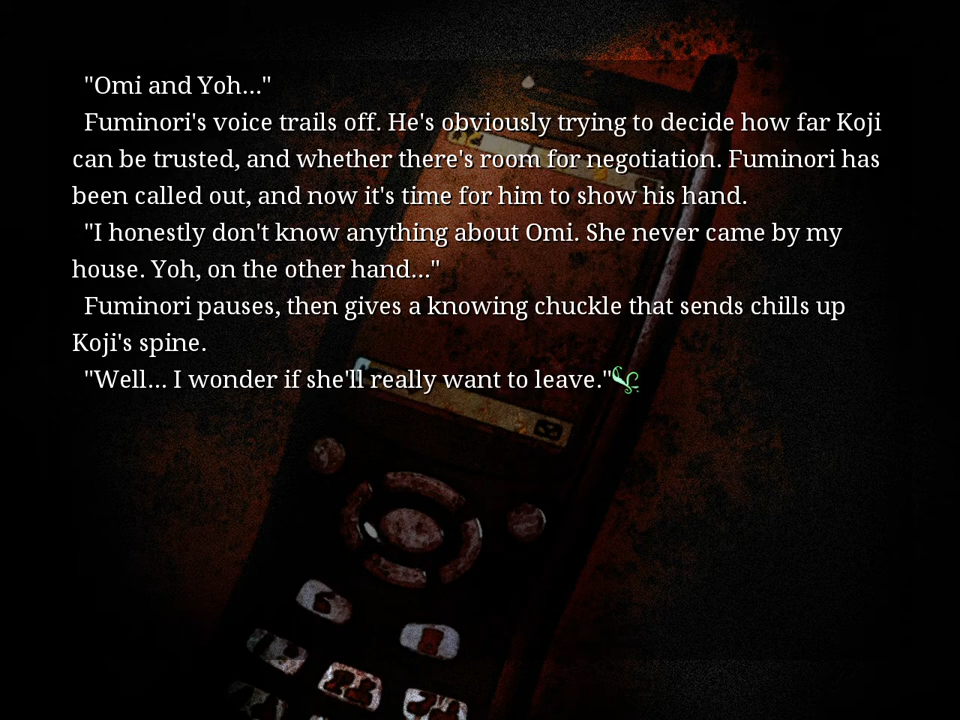 "Omi and Yoh..."
Fuminori's voice trails off. He's obviously trying to decide how far Koji
can be trusted, and whether there's room for negotiation. Fuminori has
been called out, and now it's time for him to show his hand.
"I honestly don't know anything about Omi. She never came by my
house. Yoh, on the other hand..."
Fuminori pauses, then gives a knowing chuckle that sends chills up
Koji's spine.
"Well... I wonder if she'll really want to leave."